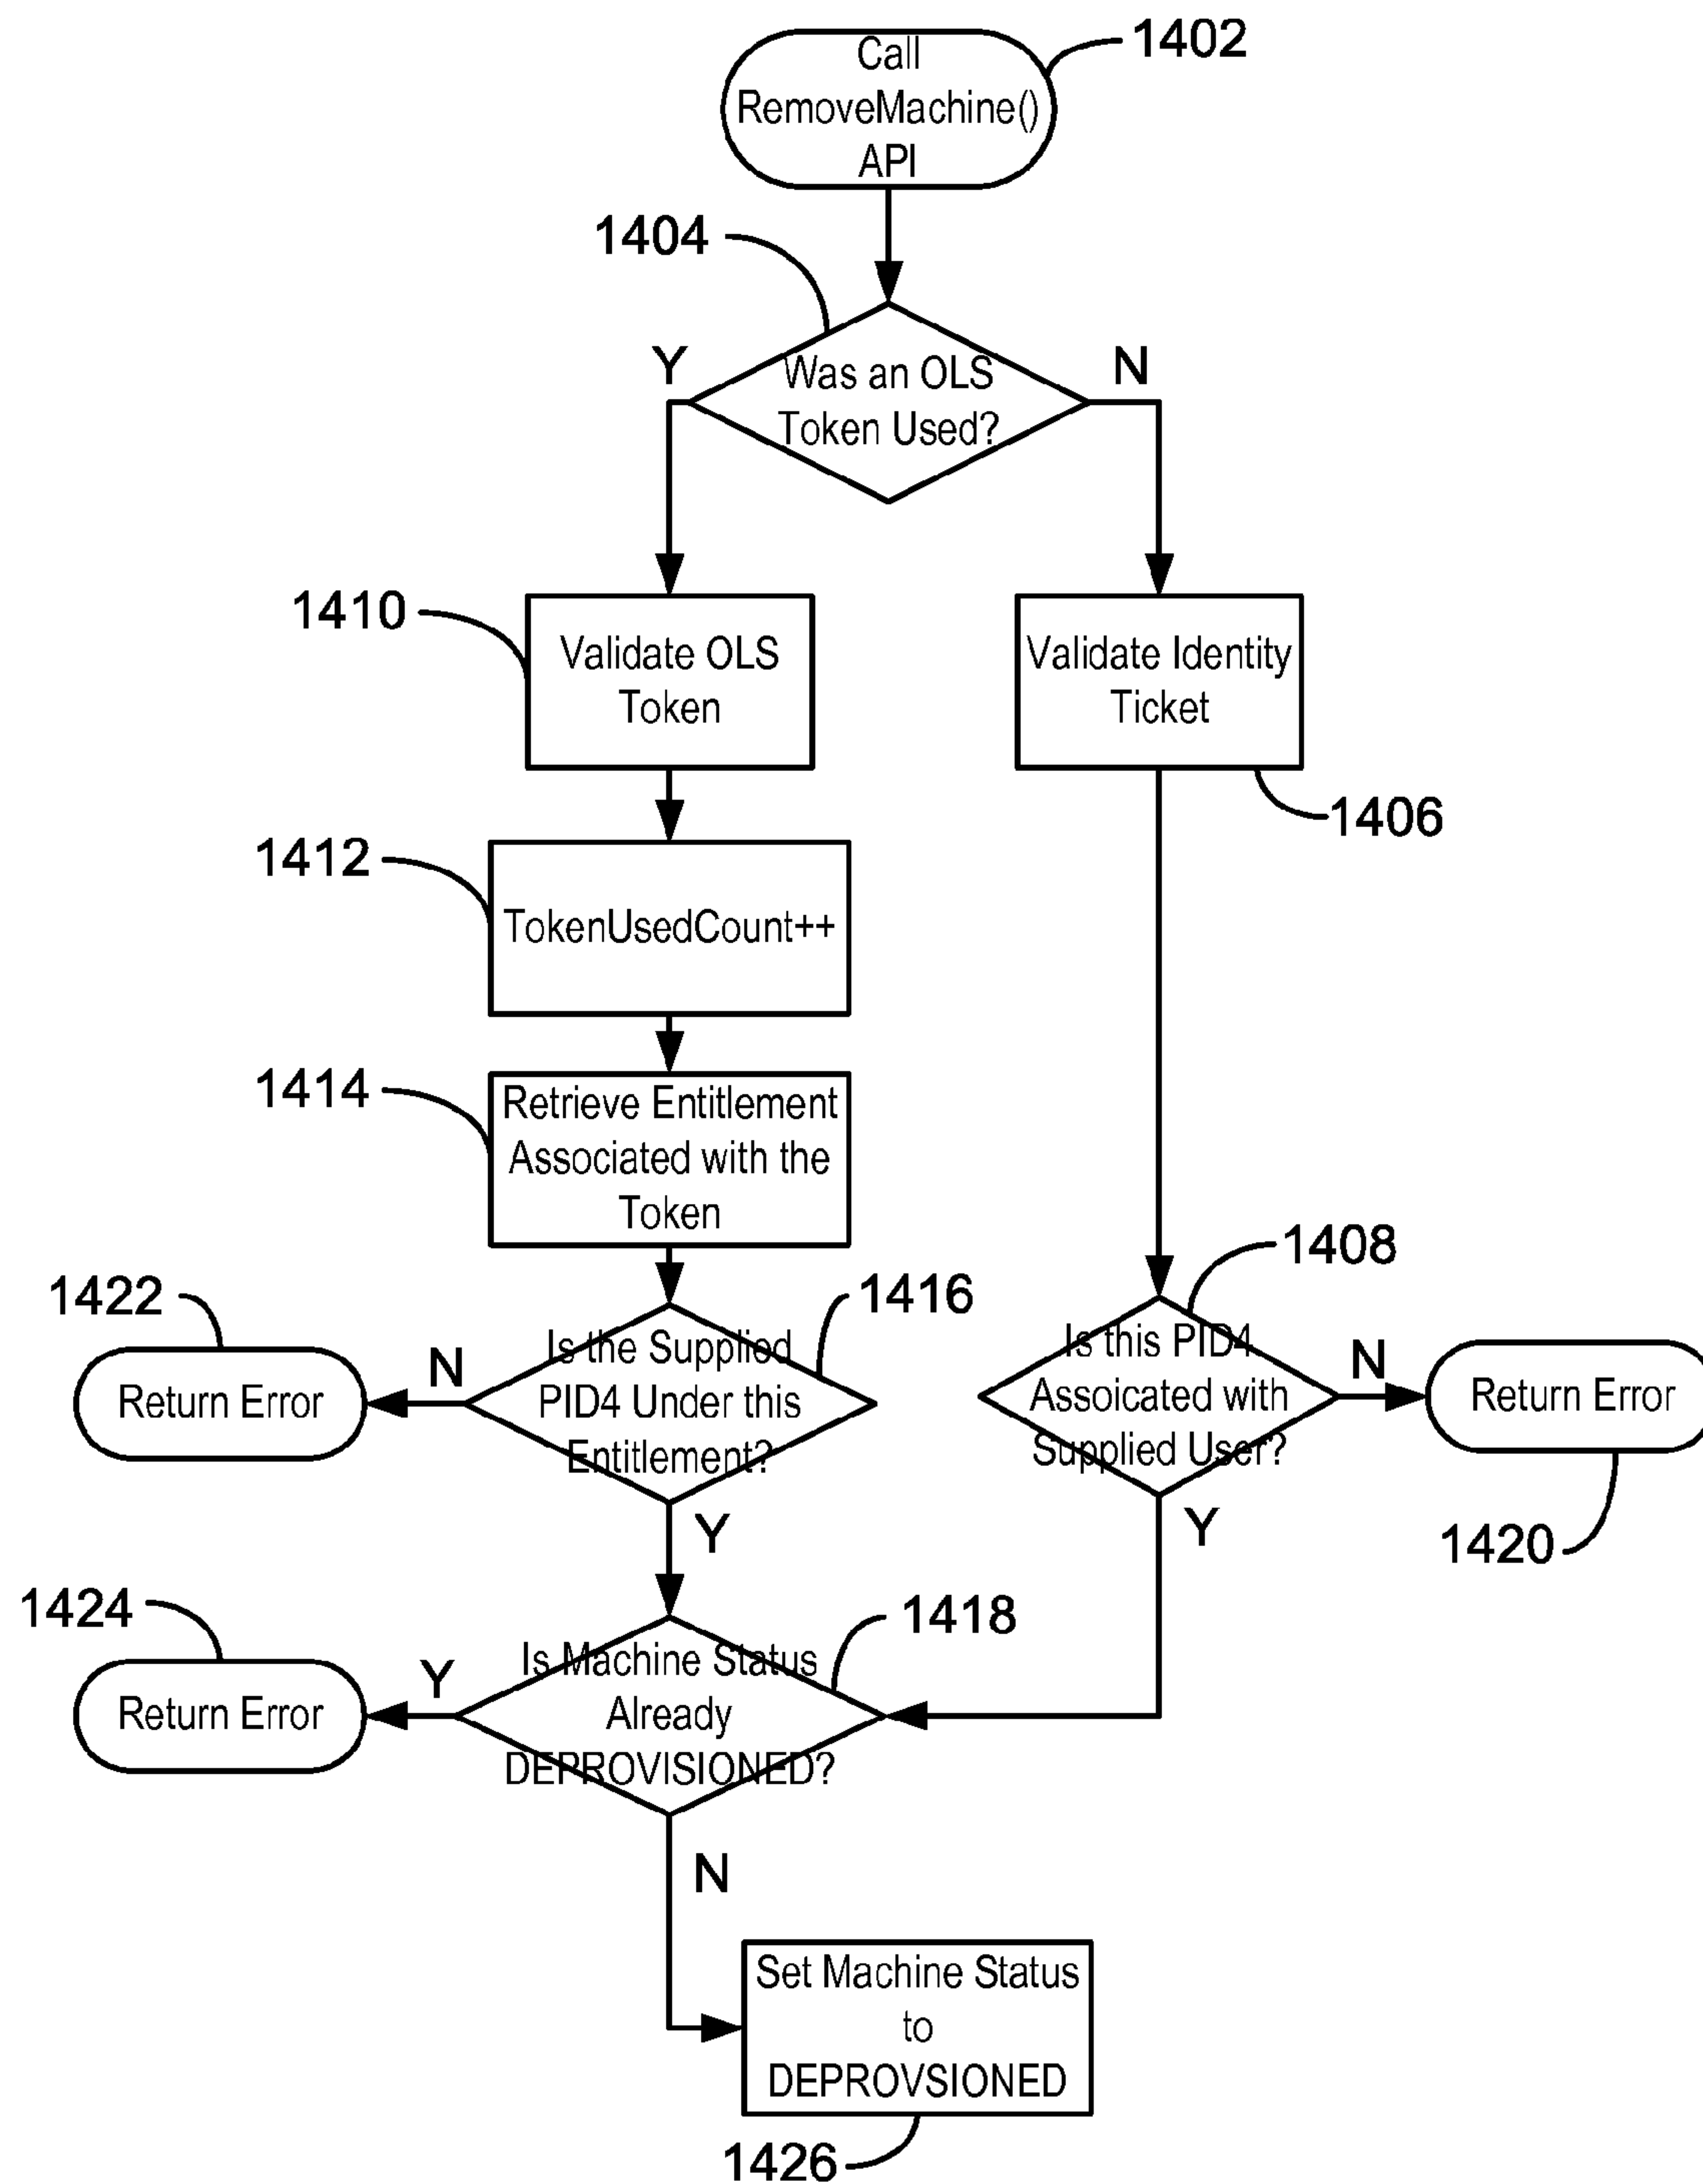 Call
RemoveMachine()
API
1402
1404
Y
N
Was an OLS
Token Used?
1410
Validate OLS
Token
Validate Identity
Ticket
1406
1412
TokenUsedCount++
1414
Retrieve Entitlement
Associated with the
Token
1408
1422
1416
Is the Supplied
PID4 Under this
Entitlement?
N
Return Error
Is this PID4
Assoicated with
Supplied User?
N
Return Error
Y
Y
1420
1424
1418
Is Machine Status
Already
DEPROVISIONED?
Y
Return Error
N
Set Machine Status
to
DEPROVSIONED
1426